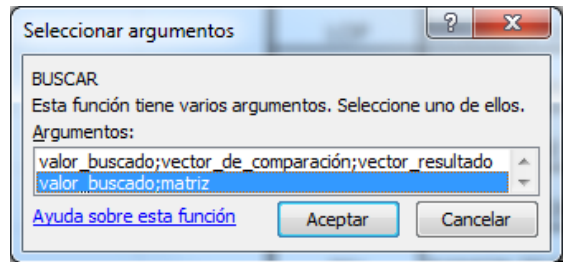 Seleccionar argumentos
BUSCAR
Esta función tiene varios argumentos. Seleccione uno de ellos.
Argumentos:
valor_buscado;vector_de_comparación;vector_resultado
valor_buscado;matriz
Ayuda sobre esta función Aceptar Cancelar